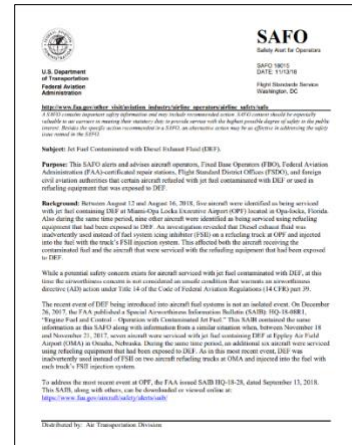 SAFO
Safety Alert for Operators
U.S. Department
of Transportation
Federal Aviation
Administration
SAFO 18015
DATE: 11/13/18
Flight Standards Service
Washington, DC
http://www.faa.gov/other_visit/aviation_industry/airline_operators/airline_safety/safo
A SAFO contains important safety information and may include recommended action. SAFO content should be especially
valuable to air carriers in meeting their statutory duty to provide service with the highest possible degree of safety in the public
interest. Besides the specific action recommended in a SAFO, an alternative action may be as effective in addressing the safety
issue named in the SAFO.
Subject: Jet Fuel Contaminated with Diesel Exhaust Fluid (DEF).
Purpose: This SAFO alerts and advises aircraft operators, Fixed Base Operators (FBO), Federal Aviation
Administration (FAA)-certificated repair stations, Flight Standards District Offices (FSDO), and foreign
civil aviation authorities that certain aircraft refueled with jet fuel contaminated with DEF or used in
refueling equipment that was exposed to DEF.
Background: Between August 12 and August 16, 2018, five aircraft were identified as being serviced
with jet fuel containing DEF at Miami-Opa Locka Executive Airport (OPF) located in Opa-locka, Florida.
Also during the same time period, nine other aircraft were identified as being serviced using refueling
equipment that had been exposed to DEF. An investigation revealed that Diesel exhaust fluid was
inadvertently used instead of fuel system icing inhibitor (FSII) on a refueling truck at OPF and injected
into the fuel with the truck's FSII injection system. This affected both the aircraft receiving the
contaminated fuel and the aircraft that were serviced with the refueling equipment that had been exposed
to DEF.
While a potential safety concern exists for aircraft serviced with jet fuel contaminated with DEF, at this
time the airworthiness concern is not considered an unsafe condition that warrants an airworthiness
directive (AD) action under Title 14 of the Code of Federal Aviation Regulations (14 CFR) part 39.
The recent event of DEF being introduced into aircraft fuel systems is not an isolated event. On December
26, 2017, the FAA published a Special Airworthiness Information Bulletin (SAIB): HQ-18-08R1,
"Engine Fuel and Control – Operation with Contaminated Jet Fuel." This SAIB contained the same
information as this SAFO along with information from a similar situation when, between November 18
and November 21, 2017, seven aircraft were serviced with jet fuel containing DEF at Eppley Air Field
Airport (OMA) in Omaha, Nebraska. During the same time period, an additional six aircraft were serviced
using refueling equipment that had been exposed to DEF. As in this most recent event, DEF was
inadvertently used instead of FSII on two aircraft refueling trucks at OMA and injected into the fuel with
each truck's FSII injection system.
To address the most recent event at OPF, the FAA issued SAIB HQ-18-28, dated September 13, 2018.
This SAIB, along with others, can be downloaded or viewed online at:
https://www.faa.gov/aircraft/safety/alerts/saib/
Distributed by: Air Transportation Division